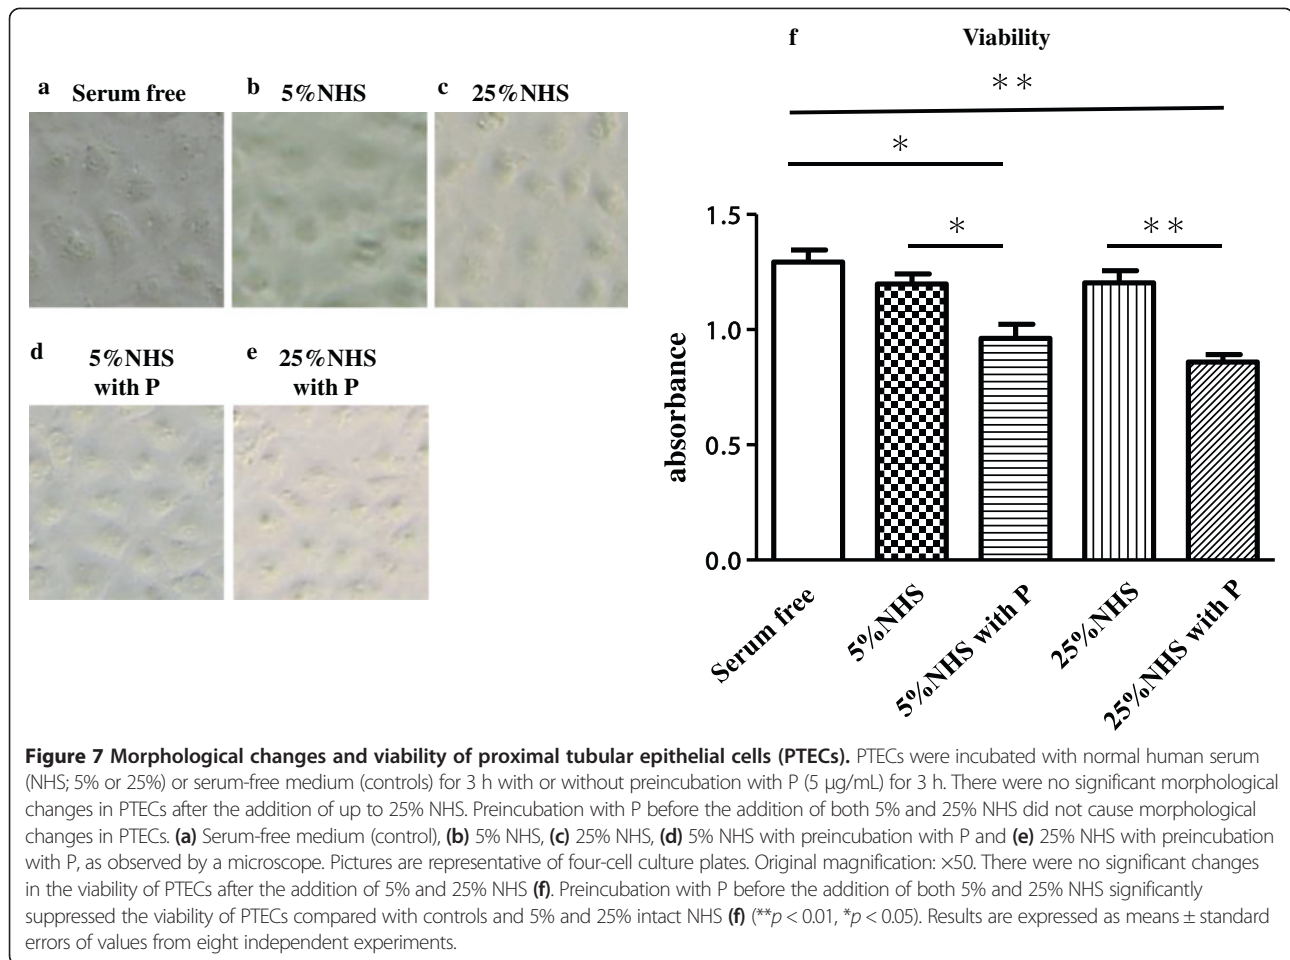 a Serum free
b 5%NHS
c 25%NHS
d 5%NHS
with P
e 25%NHS
with P
f Viability
**
*
*
**
1.5
1.0
0.5
0.0
absorbance
Serum free
5%NHS
5%NHS with P
25%NHS
25%NHS with P
Figure 7 Morphological changes and viability of proximal tubular epithelial cells (PTECs). PTECs were incubated with normal human serum
(NHS; 5% or 25%) or serum-free medium (controls) for 3 h with or without preincubation with P (5 μg/mL) for 3 h. There were no significant morphological
changes in PTECs after the addition of up to 25% NHS. Preincubation with P before the addition of both 5% and 25% NHS did not cause morphological
changes in PTECs. (a) Serum-free medium (control), (b) 5% NHS, (c) 25% NHS, (d) 5% NHS with preincubation with P and (e) 25% NHS with preincubation
with P, as observed by a microscope. Pictures are representative of four-cell culture plates. Original magnification: ×50. There were no significant changes
in the viability of PTECs after the addition of 5% and 25% NHS (f). Preincubation with P before the addition of both 5% and 25% NHS significantly
suppressed the viability of PTECs compared with controls and 5% and 25% intact NHS (f) (**p < 0.01, *p < 0.05). Results are expressed as means ± standard
errors of values from eight independent experiments.